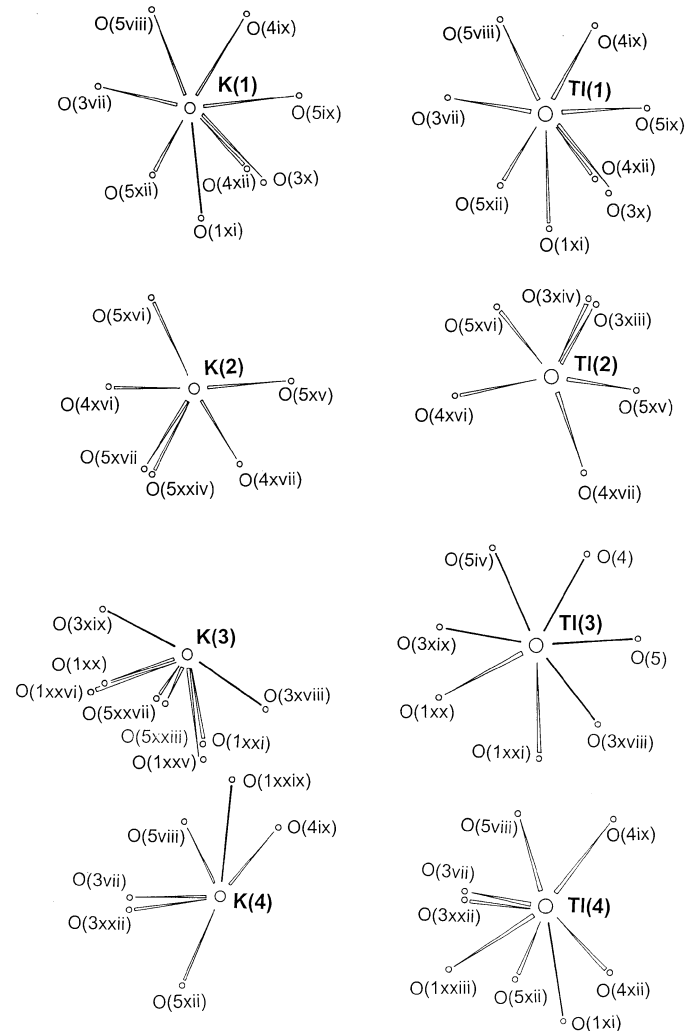 O(5viii)
O(4ix)
K(1)
O(3vii)
O(5ix)
O(5xii)
O(4xii)
O(3x)
O(1xi)
O(5viii)
O(4ix)
Tl(1)
O(3vii)
O(5ix)
O(4xii)
O(5xii)
O(3x)
O(1xi)
O(5xvi)
K(2)
O(4xvi)
O(5xv)
O(5xvii)
O(5xxiv)
O(4xvii)
O(3xiv)
O(5xvi)
O(3xiii)
Tl(2)
O(4xvi)
O(5xv)
O(4xvii)
O(3xix)
K(3)
O(1xx)
O(1xxvi)
O(3xviii)
O(5xxvii)
O(5xxiii)
O(1xxi)
O(1xxv)
O(5iv)
O(4)
Tl(3)
O(3xix)
O(5)
O(1xx)
O(3xviii)
O(1xxi)
O(1xxix)
O(5viii)
O(4ix)
O(3vii)
K(4)
O(3xxii)
O(5xii)
O(5viii)
O(4ix)
O(3vii)
Tl(4)
O(3xxii)
O(1xxiii)
O(5xii)
O(4xii)
O(1xi)